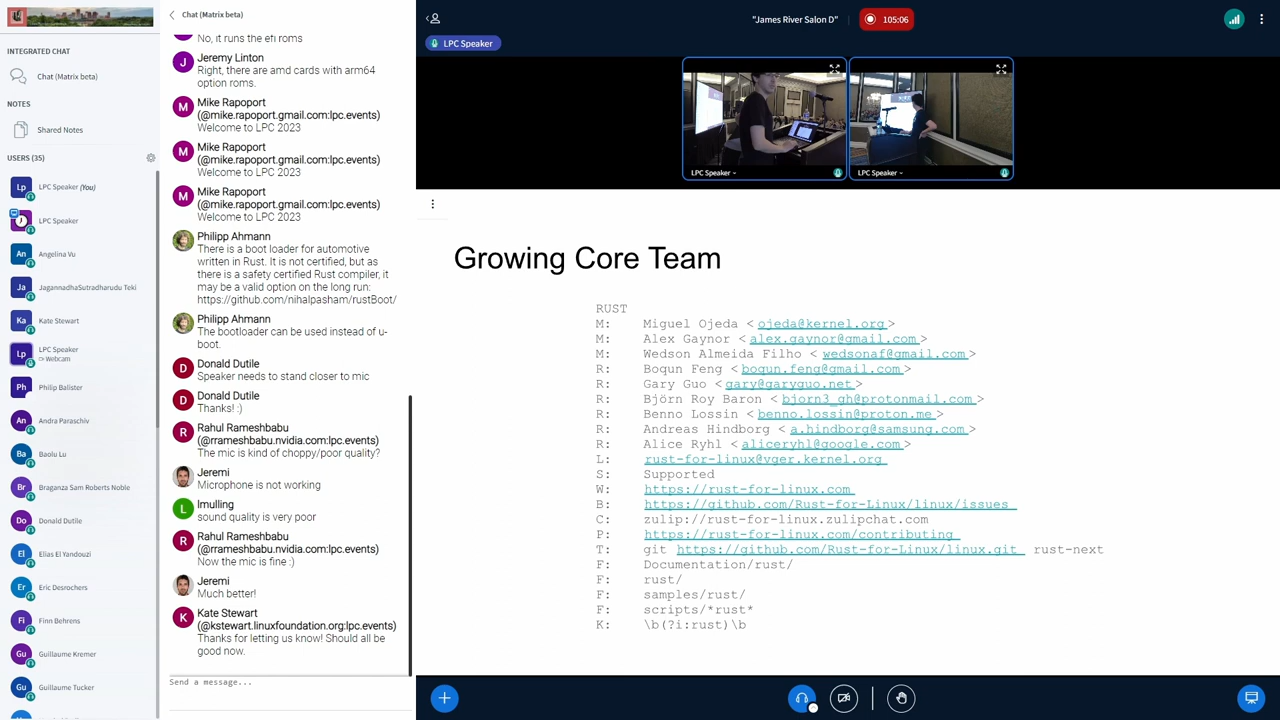 INTEGRATED CHAT
Chat (Matrix beta)
NOTES
Shared Notes
USERS (35)
Lp LPC Speaker (You)
LPC Speaker
An Angelina Vu
Ja JagannadhaSutradharudu Teki
Ka Kate Stewart
Lp LPC Speaker
Webcam
Ph Philip Balister
An Andra Paraschiv
Ba Baolu Lu
Br Braganza Sam Roberts Noble
Do Donald Dutile
El Elias El Yandouzi
Er Eric Desrochers
Fi Finn Behrens
Gu Guillaume Kremer
Gu Guillaume Tucker
Chat (Matrix beta)
No, it runs the efi roms
J Jeremy Linton
Right, there are amd cards with arm64
option roms.
M Mike Rapoport
(@mike.rapoport.gmail.com:lpc.events)
Welcome to LPC 2023
M Mike Rapoport
(@mike.rapoport.gmail.com:lpc.events)
Welcome to LPC 2023
M Mike Rapoport
(@mike.rapoport.gmail.com:lpc.events)
Welcome to LPC 2023
Philipp Ahmann
There is a boot loader for automotive
written in Rust. It is not certified, but as
there is a safety certified Rust compiler, it
may be a valid option on the long run:
https://github.com/nihalpasham/rustBoot/
Philipp Ahmann
The bootloader can be used instead of u-
boot.
D Donald Dutile
Speaker needs to stand closer to mic
D Donald Dutile
Thanks! :)
R Rahul Rameshbabu
(@rrameshbabu.nvidia.com:lpc.events)
The mic is kind of choppy/poor quality?
Jeremi
Microphone is not working
L lmulling
sound quality is very poor
R Rahul Rameshbabu
(@rrameshbabu.nvidia.com:lpc.events)
Now the mic is fine :)
Jeremi
Much better!
K Kate Stewart
(@kstewart.linuxfoundation.org:lpc.events)
Thanks for letting us know! Should all be
good now.
Send a message...
"James River Salon D"
105:06
LPC Speaker
LPC Speaker
LPC Speaker
Growing Core Team
RUST
M: Miguel Ojeda <ojeda@kernel.org>
M: Alex Gaynor <alex.gaynor@gmail.com>
M: Wedson Almeida Filho <wedsonaf@gmail.com>
R: Boqun Feng <boqun.feng@gmail.com>
R: Gary Guo <gary@garyguo.net>
R: Björn Roy Baron <bjorn3_gh@protonmail.com>
R: Benno Lossin <benno.lossin@proton.me>
R: Andreas Hindborg <a.hindborg@samsung.com>
R: Alice Ryhl <aliceryhl@google.com>
L: rust-for-linux@vger.kernel.org
S: Supported
W: https://rust-for-linux.com
B: https://github.com/Rust-for-Linux/linux/issues
C: zulip://rust-for-linux.zulipchat.com
P: https://rust-for-linux.com/contributing
T: git https://github.com/Rust-for-Linux/linux.git rust-next
F: Documentation/rust/
F: rust/
F: samples/rust/
F: scripts/*rust*
K: \b(?i:rust)\b